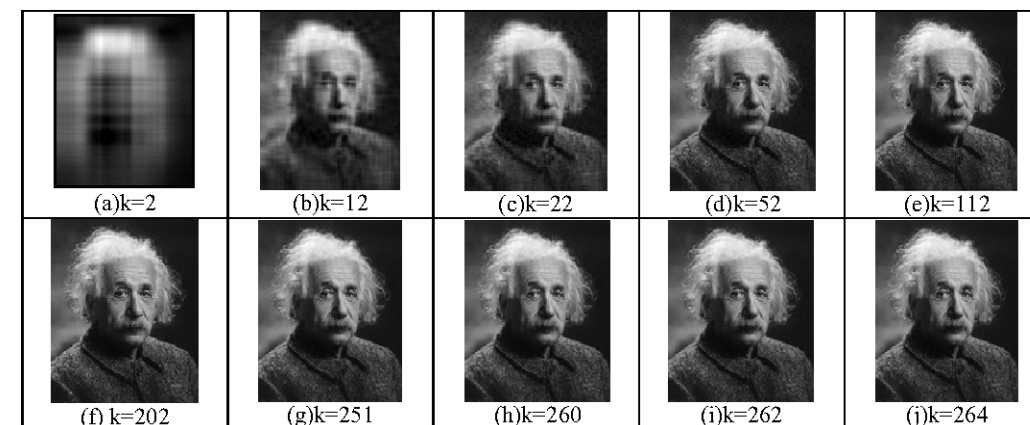 (a)k=2
(b)k=12
(c)k=22
(d)k=52
(e)k=112
(f) k=202
(g)k=251
(h)k=260
(i)k=262
(j)k=264